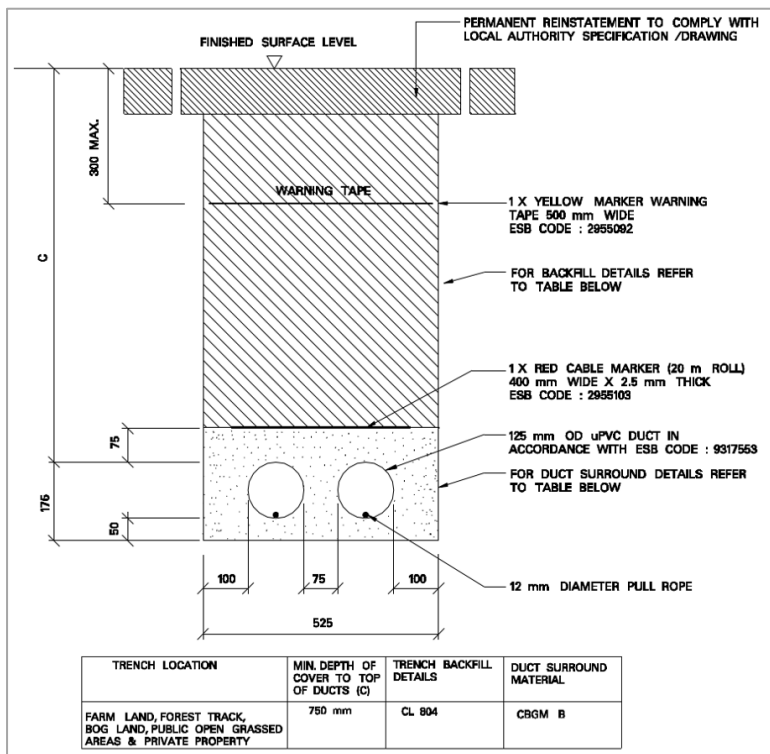 PERMANENT REINSTATEMENT TO COMPLY WITH
LOCAL AUTHORITY SPECIFICATION /DRAWING
FINISHED SURFACE LEVEL
300 MAX.
WARNING TAPE
1 X YELLOW MARKER WARNING
TAPE 500 mm WIDE
ESB CODE : 2955092
C
FOR BACKFILL DETAILS REFER
TO TABLE BELOW
1 X RED CABLE MARKER (20 m ROLL)
400 mm WIDE X 2.5 mm THICK
ESB CODE : 2955103
75
125 mm OD uPVC DUCT IN
ACCORDANCE WITH ESB CODE : 9317553
FOR DUCT SURROUND DETAILS REFER
TO TABLE BELOW
176
50
100
75
100
12 mm DIAMETER PULL ROPE
525
TRENCH LOCATION
MIN. DEPTH OF
COVER TO TOP
OF DUCTS (C)
TRENCH BACKFILL
DETAILS
DUCT SURROUND
MATERIAL
FARM LAND, FOREST TRACK,
BOG LAND, PUBLIC OPEN GRASSED
AREAS & PRIVATE PROPERTY
750 mm
CL 804
CBGM B